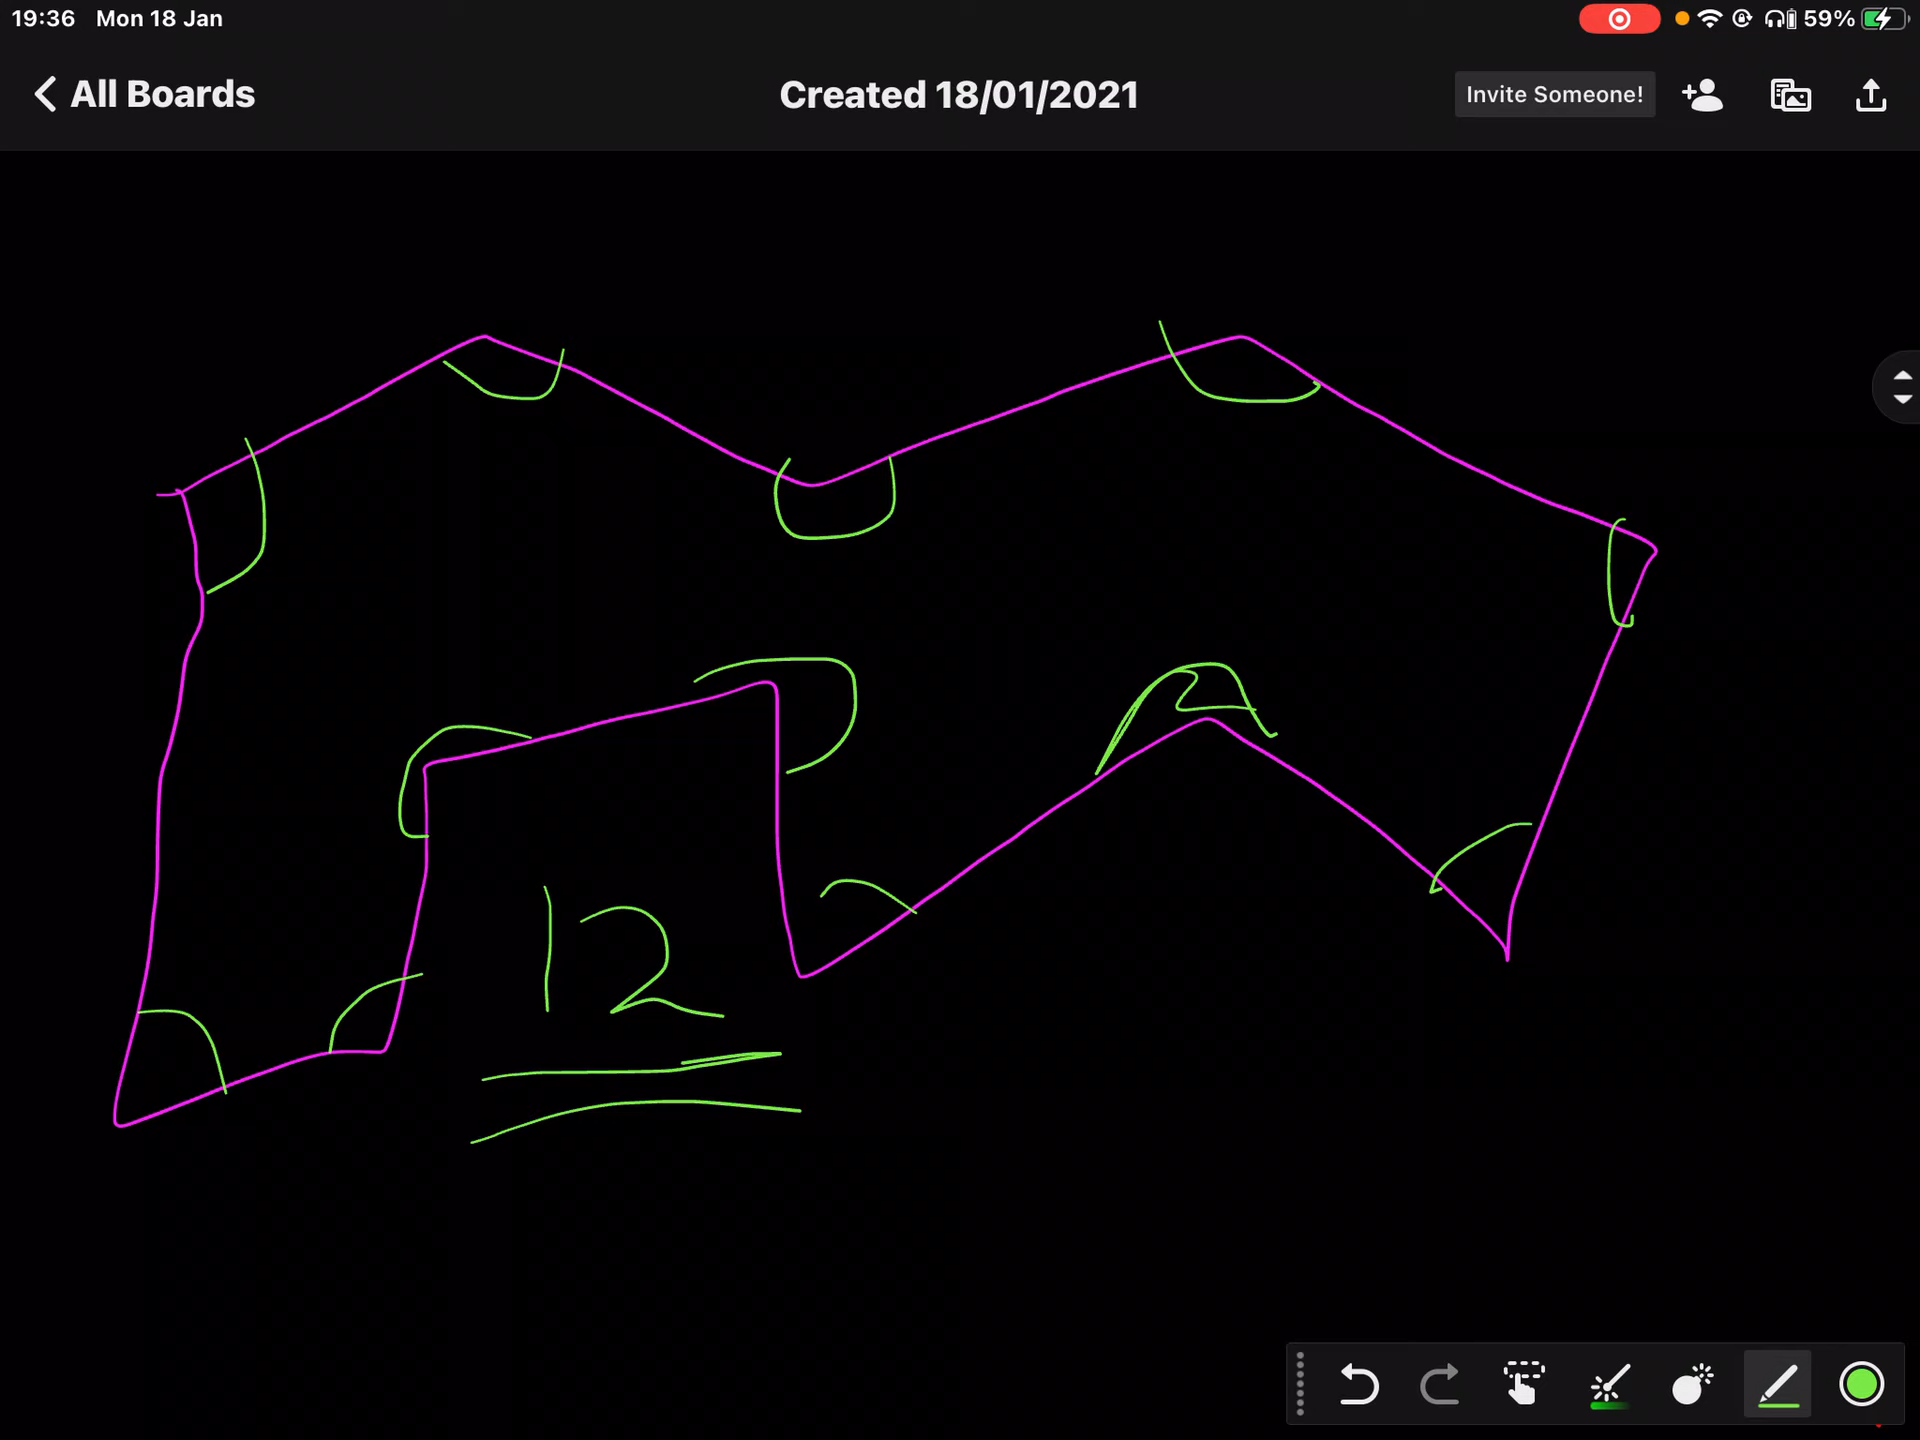 19:36 Mon 18 Jan
59%
All Boards
Created 18/01/2021
Invite Someone!
12